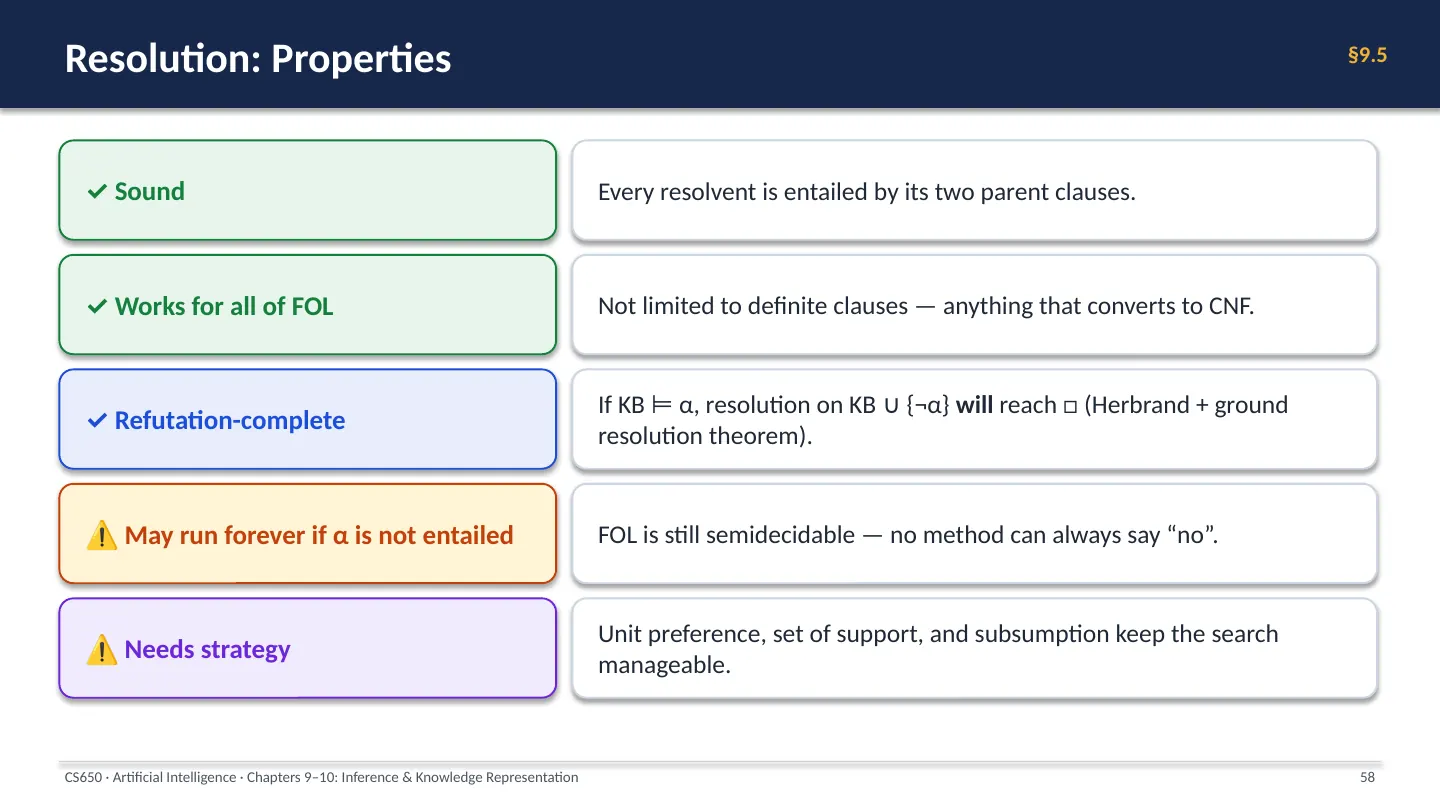 Resolution: Properties
§9.5
✓ Sound
Every resolvent is entailed by its two parent clauses.
✓ Works for all of FOL
Not limited to definite clauses — anything that converts to CNF.
✓ Refutation-complete
If KB ⊨ α, resolution on KB ∪ {¬α} will reach □ (Herbrand + ground
resolution theorem).
⚠️ May run forever if α is not entailed
FOL is still semidecidable — no method can always say “no”.
⚠️ Needs strategy
Unit preference, set of support, and subsumption keep the search
manageable.
CS650 · Artificial Intelligence · Chapters 9–10: Inference & Knowledge Representation
58